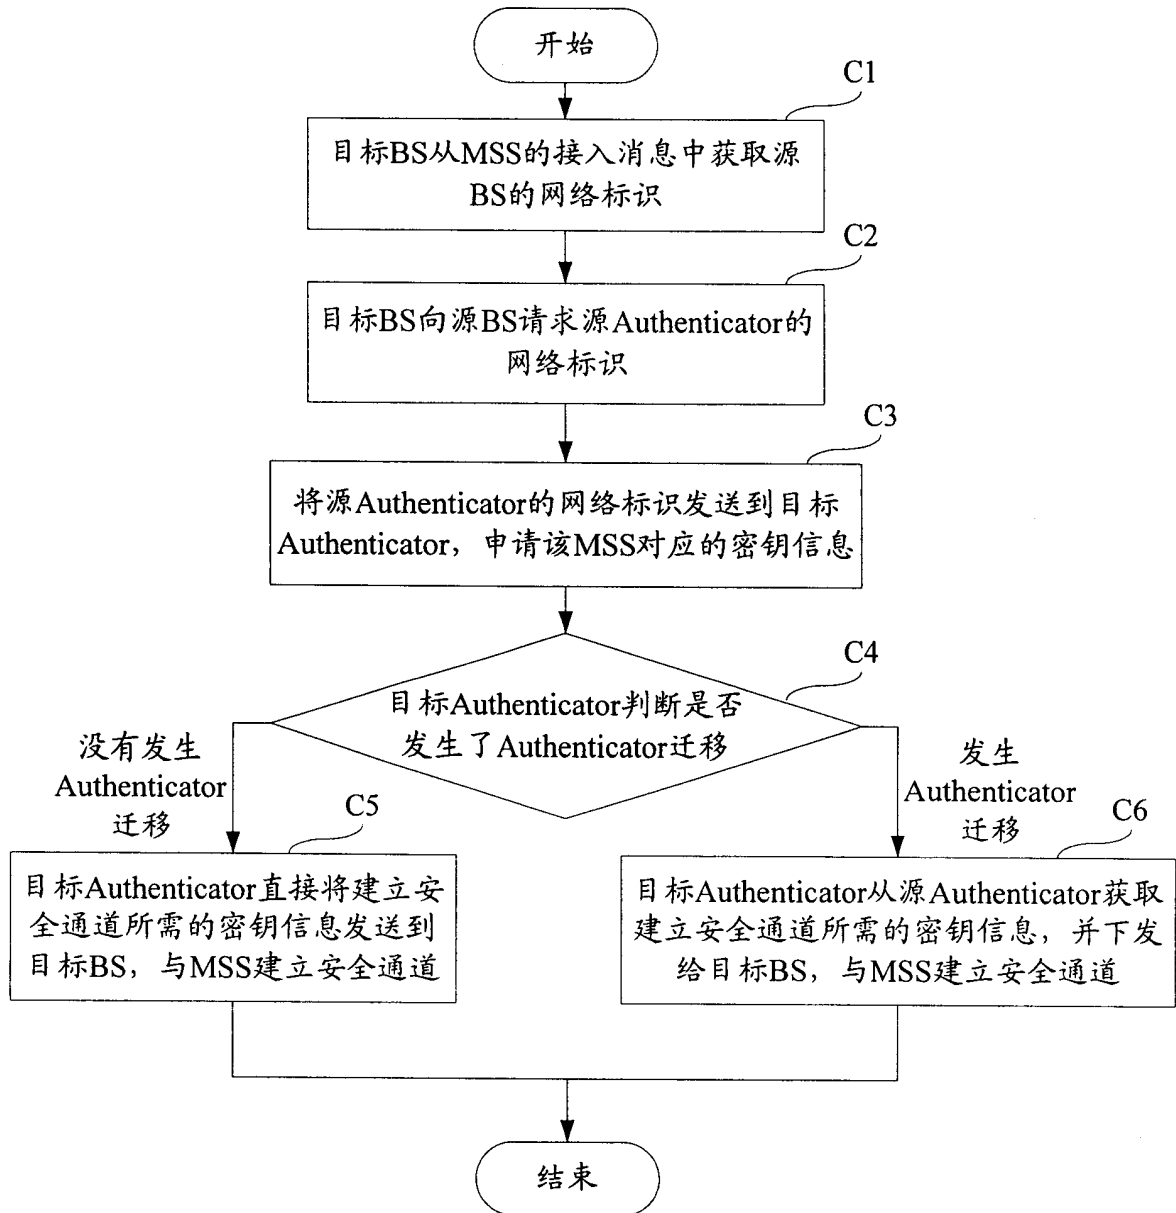 开始
C1
目标BS从MSS的接入消息中获取源
BS的网络标识
C2
目标BS向源BS请求源Authenticator的
网络标识
C3
将源Authenticator的网络标识发送到目标
Authenticator，申请该MSS对应的密钥信息
C4
目标Authenticator判断是否
发生了Authenticator迁移
没有发生
Authenticator
迁移
发生
Authenticator
迁移
C5
目标Authenticator直接将建立安
全通道所需的密钥信息发送到
目标BS，与MSS建立安全通道
C6
目标Authenticator从源Authenticator获取
建立安全通道所需的密钥信息，并下发
给目标BS，与MSS建立安全通道
结束